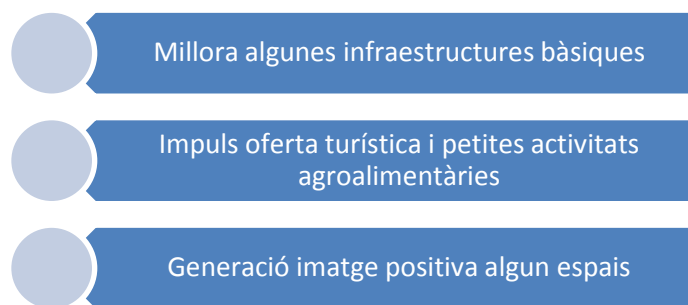 Millora algunes infraestructures bàsiques
Impuls oferta turística i petites activitats
agroalimentàries
Generació imatge positiva algun espais